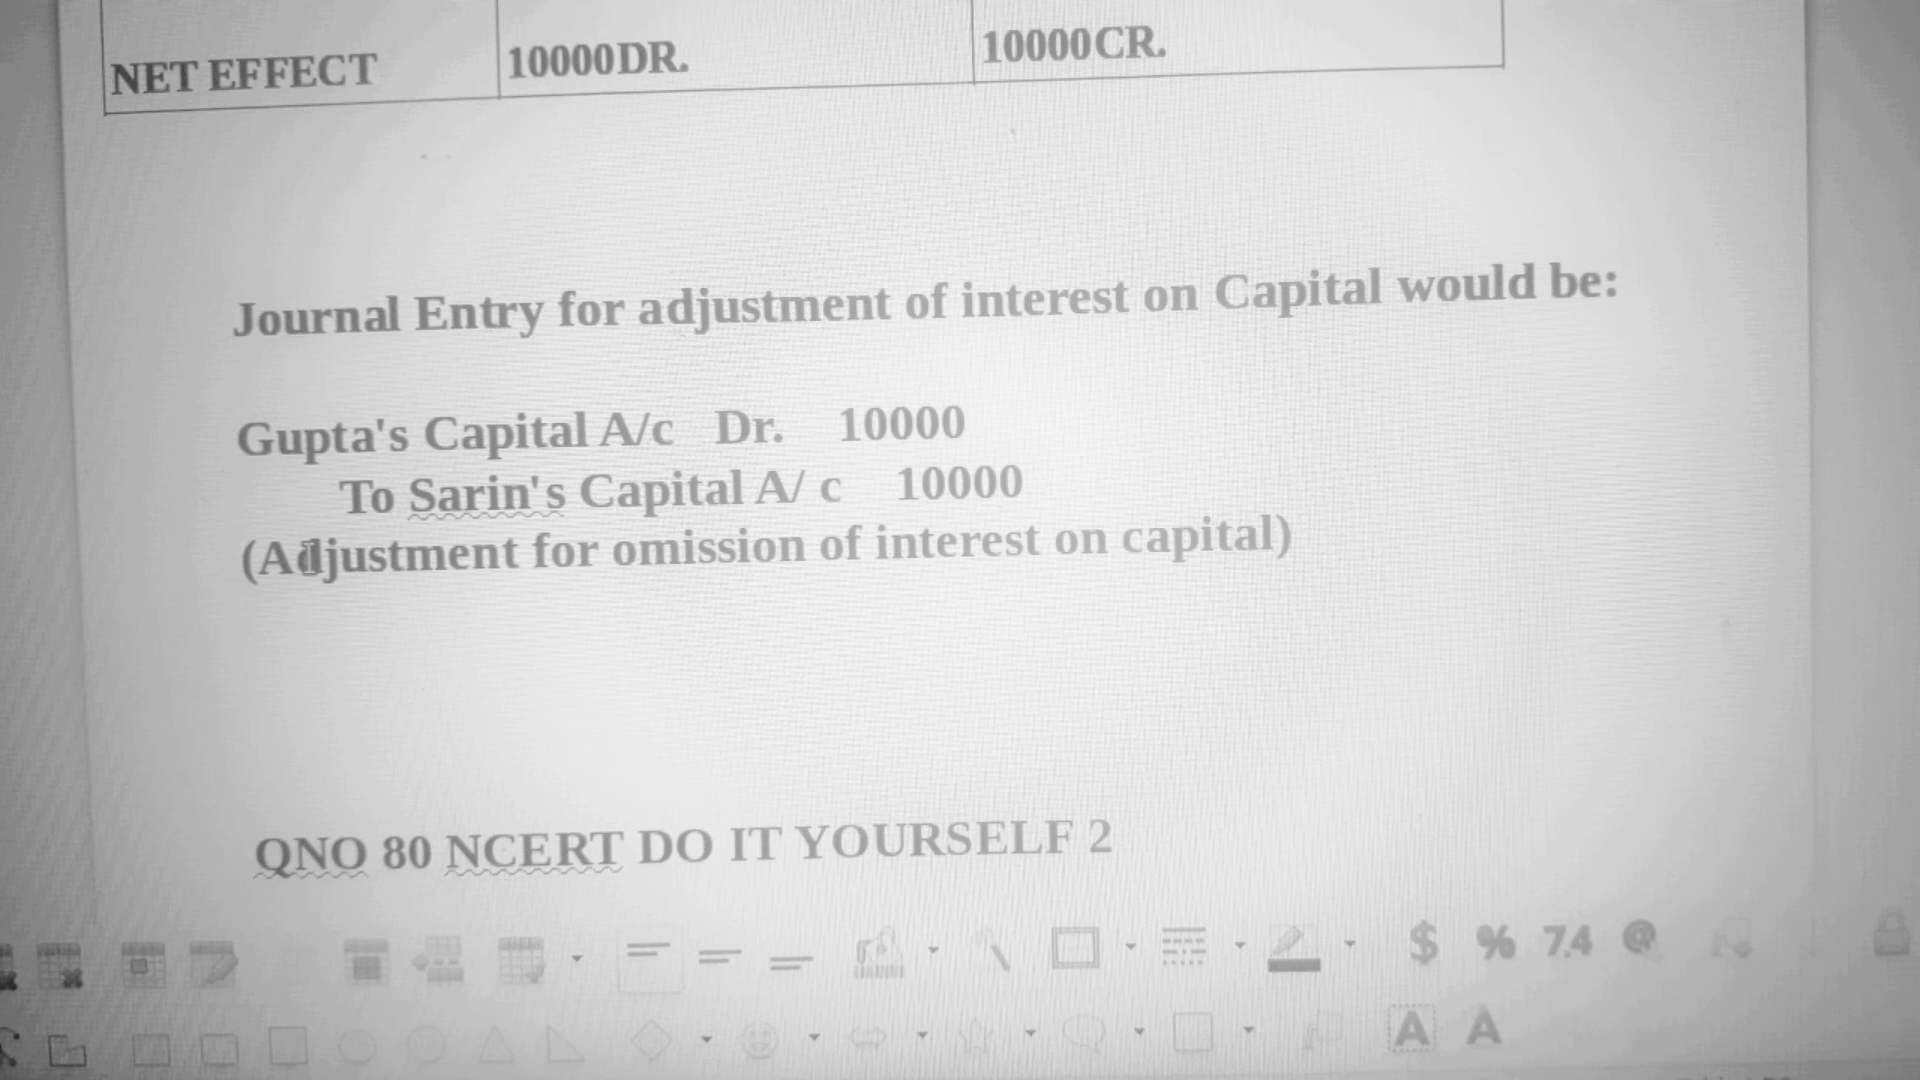 NET EFFECT 10000DR. 10000CR.
Journal Entry for adjustment of interest on Capital would be:
Gupta's Capital A/c Dr. 10000
To Sarin's Capital A/ c 10000
(Adjustment for omission of interest on capital)
QNO 80 NCERT DO IT YOURSELF 2
$ % 7.4 @
A A